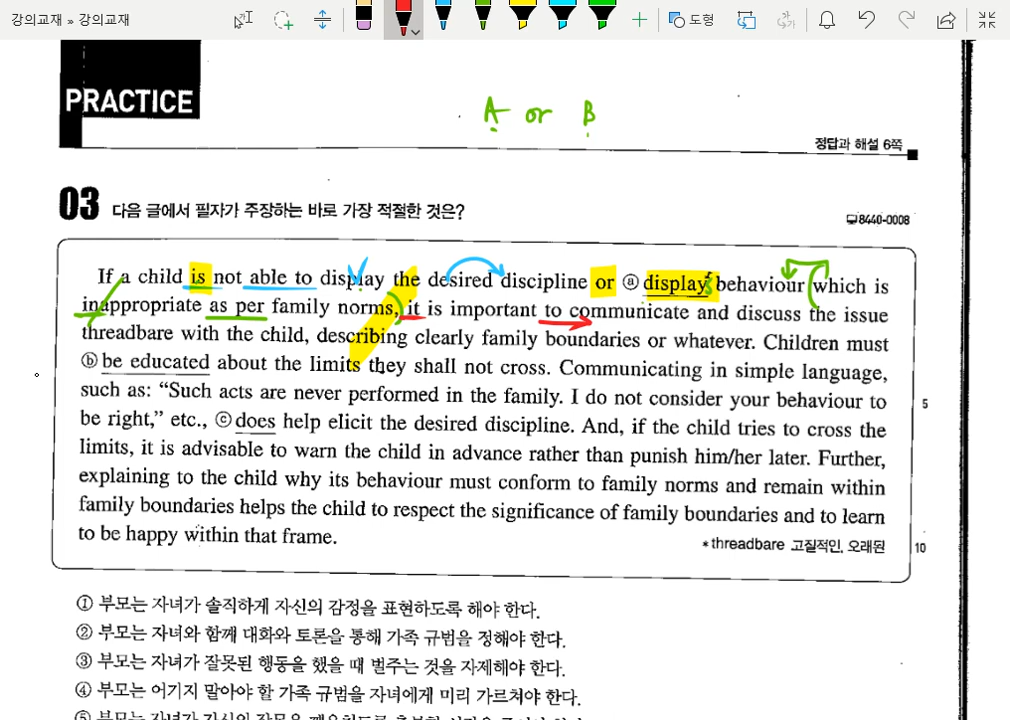 강의교재 » 강의교재
도형
가
PRACTICE
A or B
정답과 해설 6쪽
03 다음 글에서 필자가 주장하는 바로 가장 적절한 것은?
8440-0008
If a child is not able to display the desired discipline or ⓐ displays behaviour which is
inappropriate as per family norms, it is important to communicate and discuss the issue
threadbare with the child, describing clearly family boundaries or whatever. Children must
ⓑ be educated about the limits they shall not cross. Communicating in simple language,
such as: “Such acts are never performed in the family. I do not consider your behaviour to
be right,” etc., ⓒ does help elicit the desired discipline. And, if the child tries to cross the
limits, it is advisable to warn the child in advance rather than punish him/her later. Further,
explaining to the child why its behaviour must conform to family norms and remain within
family boundaries helps the child to respect the significance of family boundaries and to learn
to be happy within that frame.
*threadbare 고질적인, 오래된
5
10
① 부모는 자녀가 솔직하게 자신의 감정을 표현하도록 해야 한다.
② 부모는 자녀와 함께 대화와 토론을 통해 가족 규범을 정해야 한다.
③ 부모는 자녀가 잘못된 행동을 했을 때 벌주는 것을 자제해야 한다.
④ 부모는 어기지 말아야 할 가족 규범을 자녀에게 미리 가르쳐야 한다.